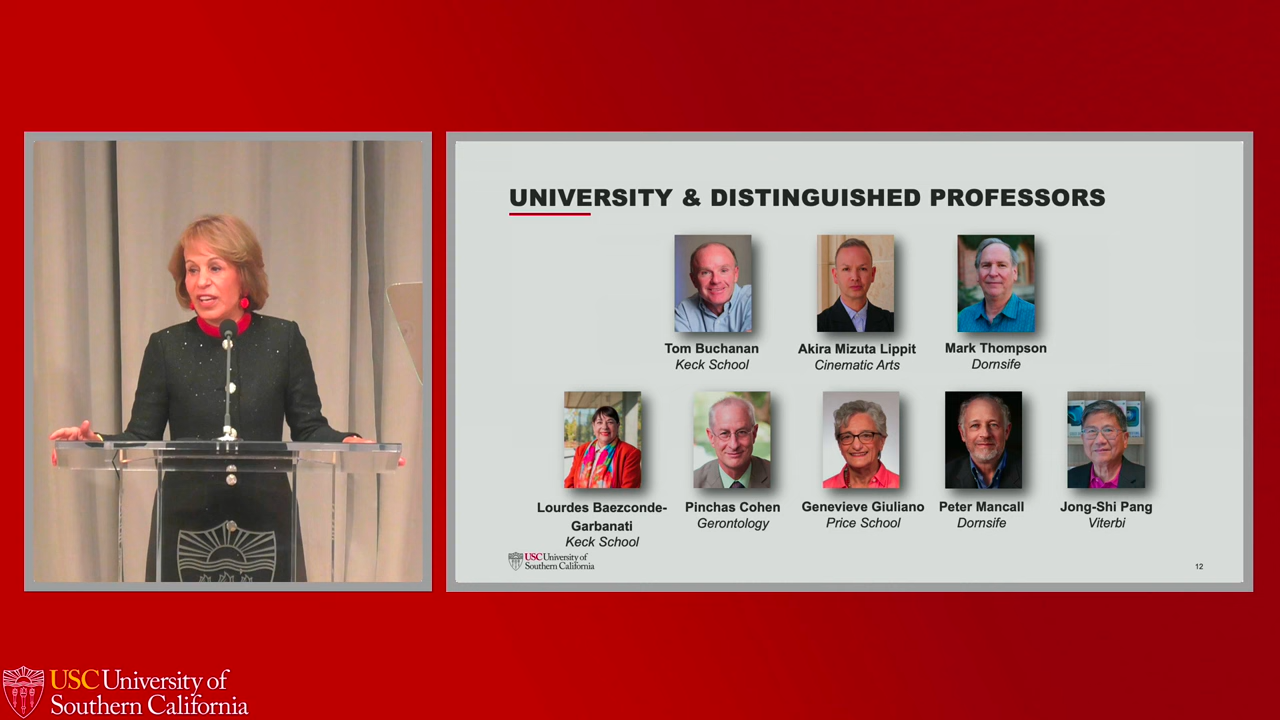 UNIVERSITY & DISTINGUISHED PROFESSORS
Tom Buchanan
Keck School
Akira Mizuta Lippit
Cinematic Arts
Mark Thompson
Dornsife
Lourdes Baezconde-
Garbanati
Keck School
Pinchas Cohen
Gerontology
Genevieve Giuliano
Price School
Peter Mancall
Dornsife
Jong-Shi Pang
Viterbi
USC University of
Southern California
12
USC University of
Southern California